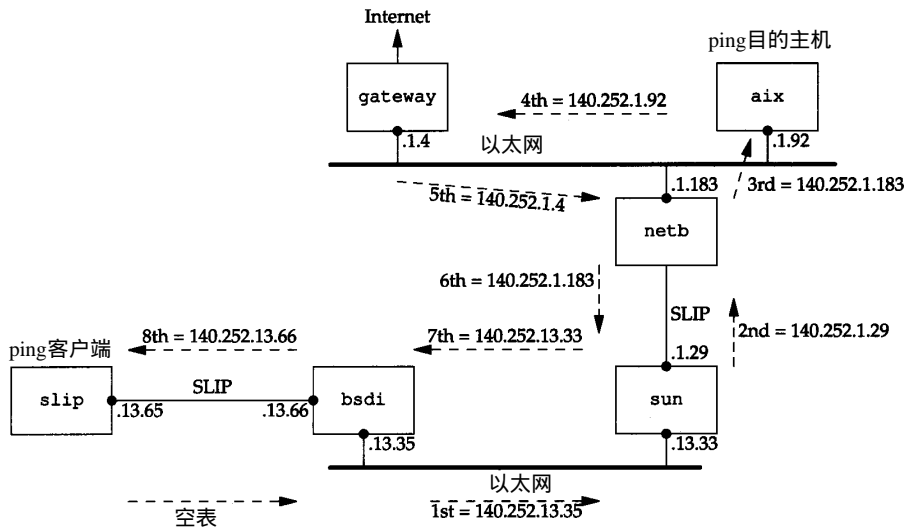 Internet
ping目的主机
gateway
4th = 140.252.1.92
aix
.1.4
以太网
.1.92
.1.183
3rd = 140.252.1.183
5th = 140.252.1.4
netb
6th = 140.252.1.183
SLIP
8th = 140.252.13.66
7th = 140.252.13.33
2nd = 140.252.1.29
ping客户端
.1.29
slip
SLIP
bsdi
sun
.13.65
.13.66
.13.35
.13.33
以太网
空表
1st = 140.252.13.35